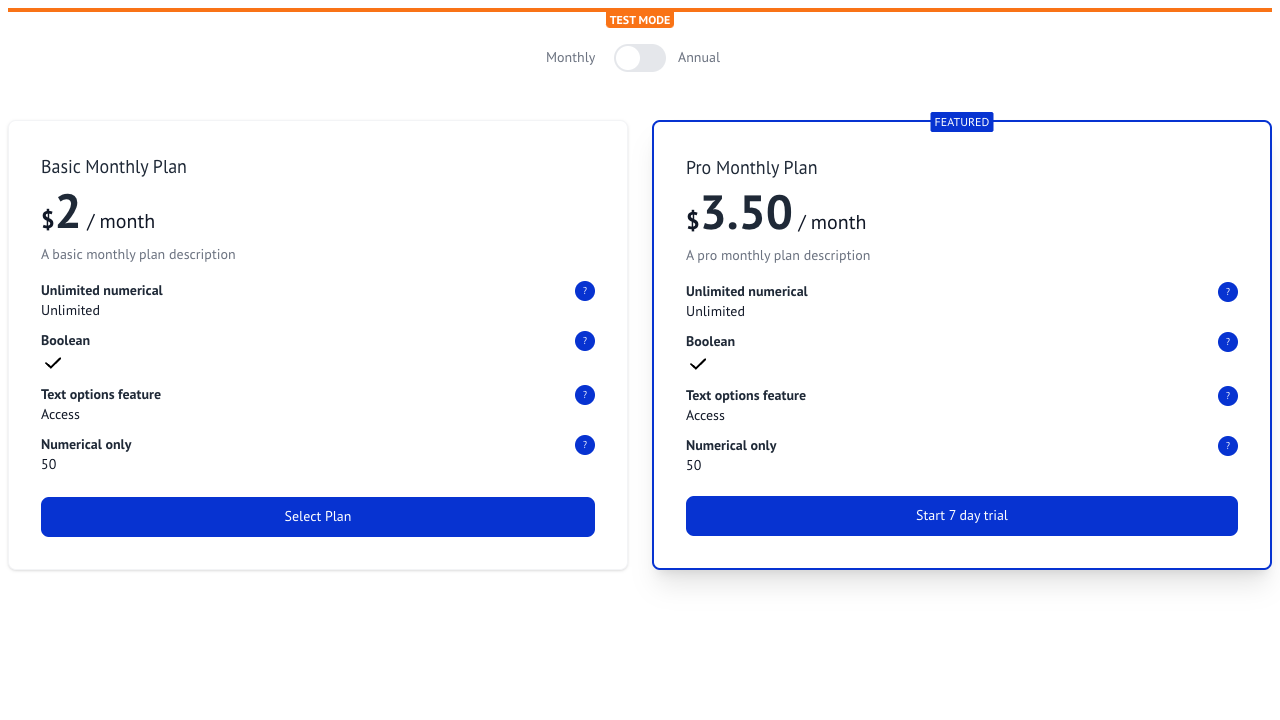 TEST MODE
Monthly Annual
Basic Monthly Plan
$2 / month
A basic monthly plan description
Unlimited numerical ?
Unlimited
Boolean ?
Text options feature ?
Access
Numerical only ?
50
Select Plan
FEATURED
Pro Monthly Plan
$3.50 / month
A pro monthly plan description
Unlimited numerical ?
Unlimited
Boolean ?
Text options feature ?
Access
Numerical only ?
50
Start 7 day trial